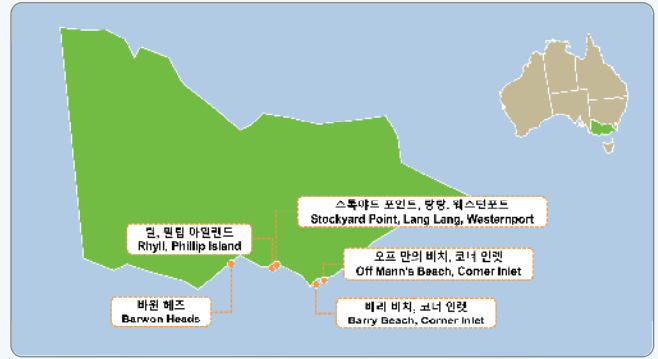 스톡야드 포인트, 랑랑, 웨스턴포트
Stockyard Point, Lang Lang, Westernport
릴, 필립 아일랜드
Rhyll, Phillip Island
오프 만의 비치, 코너 인렛
Off Mann's Beach, Corner Inlet
바원 헤즈
Barwon Heads
배리 비치, 코너 인렛
Barry Beach, Corner Inlet